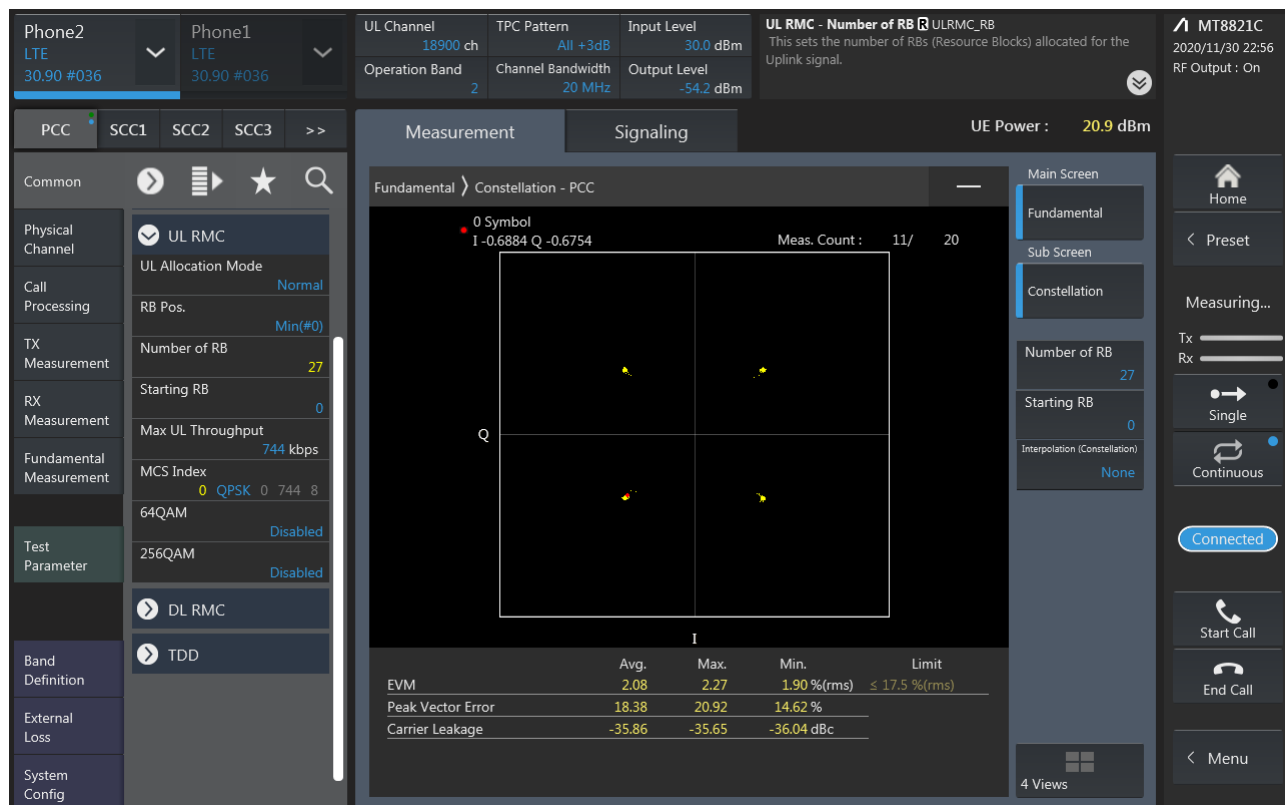 Phone2
LTE
30.90 #036
Phone1
LTE
30.90 #036
UL Channel
18900 ch
TPC Pattern
All +3dB
Input Level
30.0 dBm
Operation Band
2
Channel Bandwidth
20 MHz
Output Level
-54.2 dBm
UL RMC - Number of RB R ULRMC_RB
This sets the number of RBs (Resource Blocks) allocated for the
Uplink signal.
MT8821C
2020/11/30 22:56
RF Output : On
PCC
SCC1
SCC2
SCC3
>>
Measurement
Signaling
UE Power : 20.9 dBm
Common
Physical
Channel
Call
Processing
TX
Measurement
RX
Measurement
Fundamental
Measurement
Test
Parameter
Band
Definition
External
Loss
System
Config
UL RMC
UL Allocation Mode
Normal
RB Pos.
Min(#0)
Number of RB
27
Starting RB
0
Max UL Throughput
744 kbps
MCS Index
0 QPSK 0 744 8
64QAM
Disabled
256QAM
Disabled
DL RMC
TDD
Fundamental > Constellation - PCC
0 Symbol
I -0.6884 Q -0.6754
Meas. Count : 11/ 20
Q
I
Avg. Max. Min. Limit
EVM 2.08 2.27 1.90 %(rms) ≤ 17.5 %(rms)
Peak Vector Error 18.38 20.92 14.62 %
Carrier Leakage -35.86 -35.65 -36.04 dBc
Main Screen
Fundamental
Sub Screen
Constellation
Number of RB
27
Starting RB
0
Interpolation (Constellation)
None
4 Views
Home
< Preset
Measuring...
Tx
Rx
Single
Continuous
Connected
Start Call
End Call
< Menu